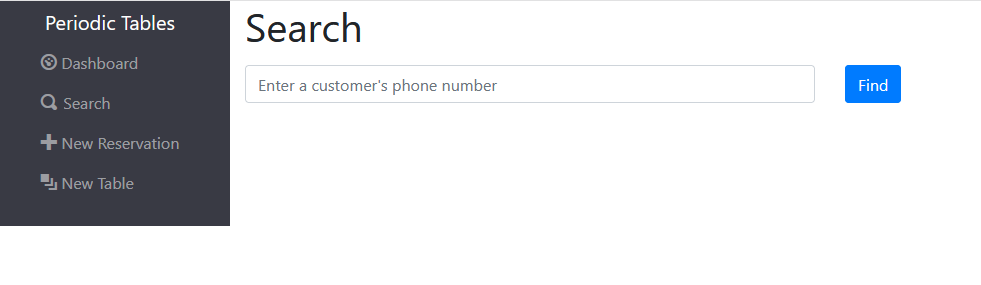 Periodic Tables
Dashboard
Search
New Reservation
New Table
Search
Enter a customer's phone number
Find